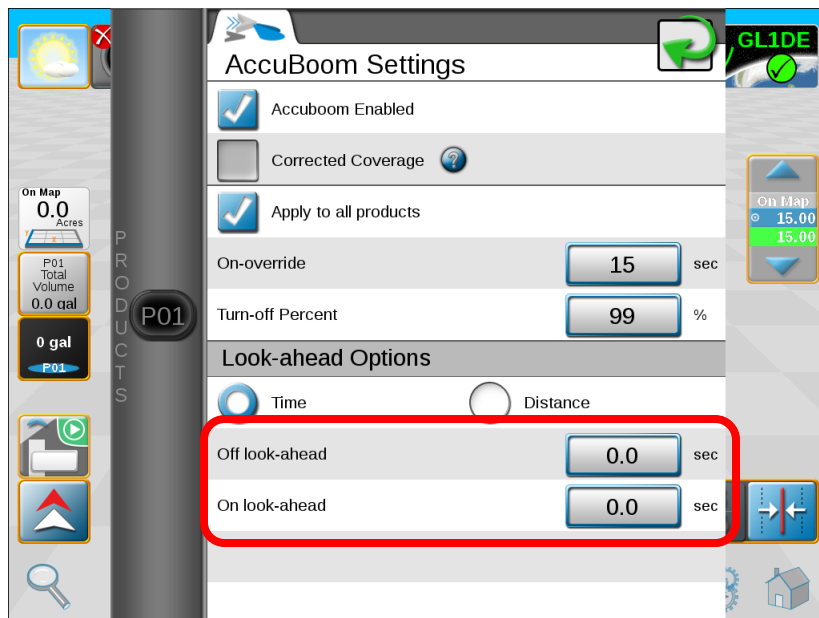 AccuBoom Settings
GL1DE
Accuboom Enabled
Corrected Coverage ?
Apply to all products
On-override 15 sec
Turn-off Percent 99 %
Look-ahead Options
Time Distance
Off look-ahead 0.0 sec
On look-ahead 0.0 sec
On Map
0.0
Acres
P01
Total
Volume
0.0 gal
0 gal
P01
PRODUCTS
P01
On Map
15.00
15.00